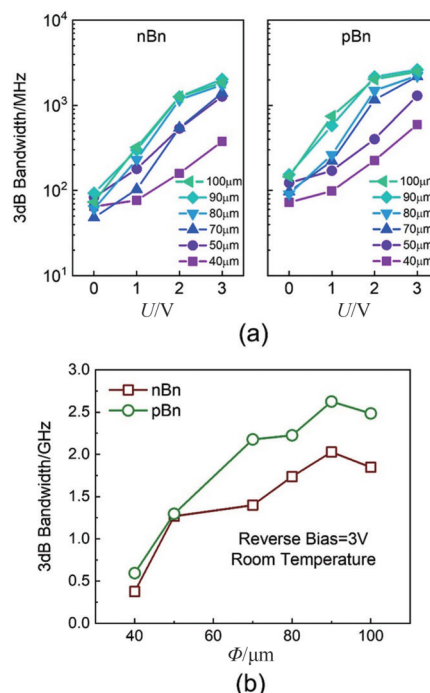 nBn
pBn
3dB Bandwidth/MHz
10⁴
10³
10²
10¹
100μm
90μm
80μm
70μm
50μm
40μm
100μm
90μm
80μm
70μm
50μm
40μm
0 1 2 3
0 1 2 3
U/V
U/V
(a)
3dB Bandwidth/GHz
3.0
2.5
2.0
1.5
1.0
0.5
0.0
nBn
pBn
Reverse Bias=3V
Room Temperature
40 60 80 100
Φ/μm
(b)